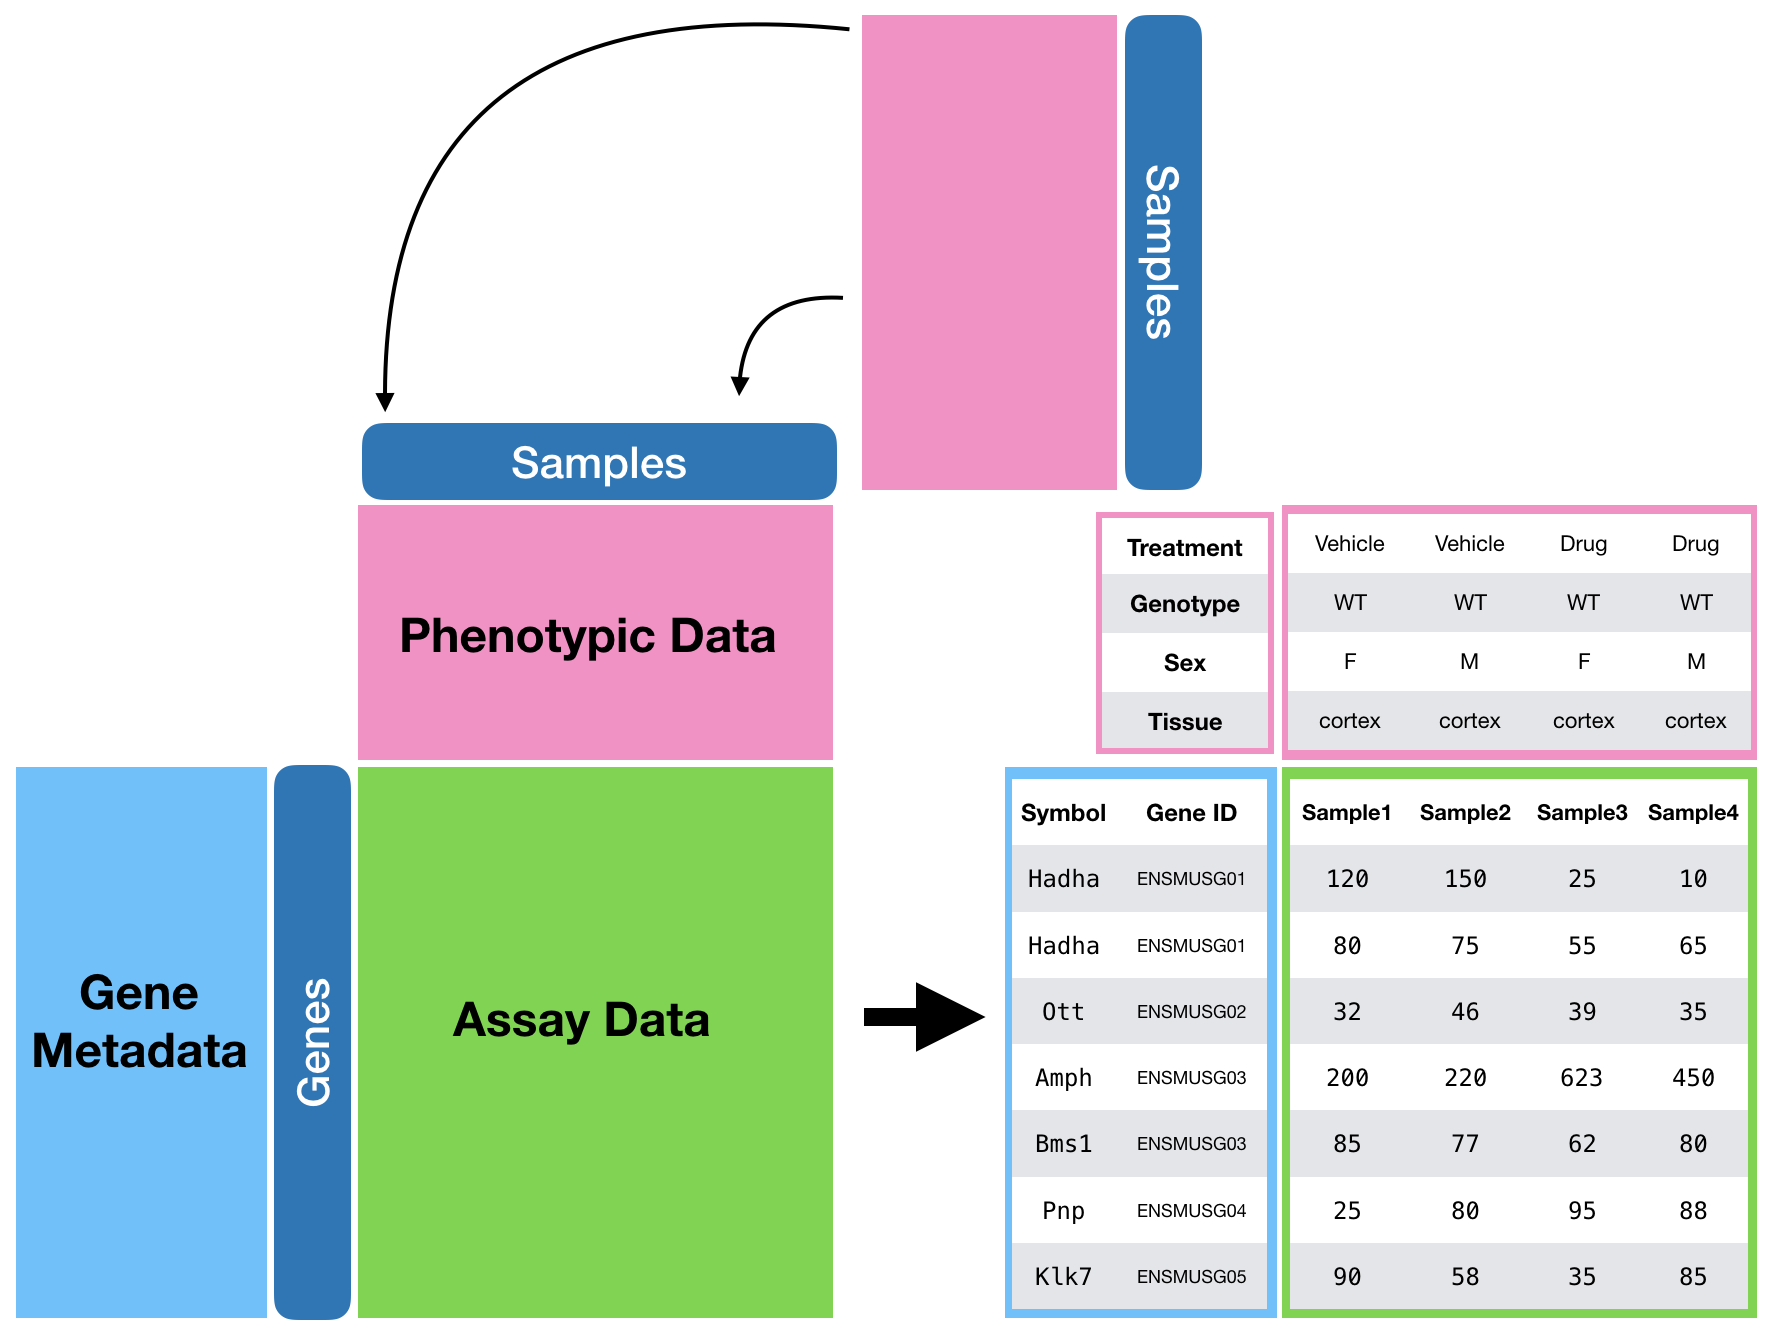 Samples
Samples
Phenotypic Data
Treatment Vehicle Vehicle Drug Drug
Genotype WT WT WT WT
Sex F M F M
Tissue cortex cortex cortex cortex
Gene
Metadata
Genes
Assay Data
Symbol Gene ID Sample1 Sample2 Sample3 Sample4
Hadha ENSMUSG01 120 150 25 10
Hadha ENSMUSG01 80 75 55 65
Ott ENSMUSG02 32 46 39 35
Amph ENSMUSG03 200 220 623 450
Bms1 ENSMUSG03 85 77 62 80
Pnp ENSMUSG04 25 80 95 88
Klk7 ENSMUSG05 90 58 35 85